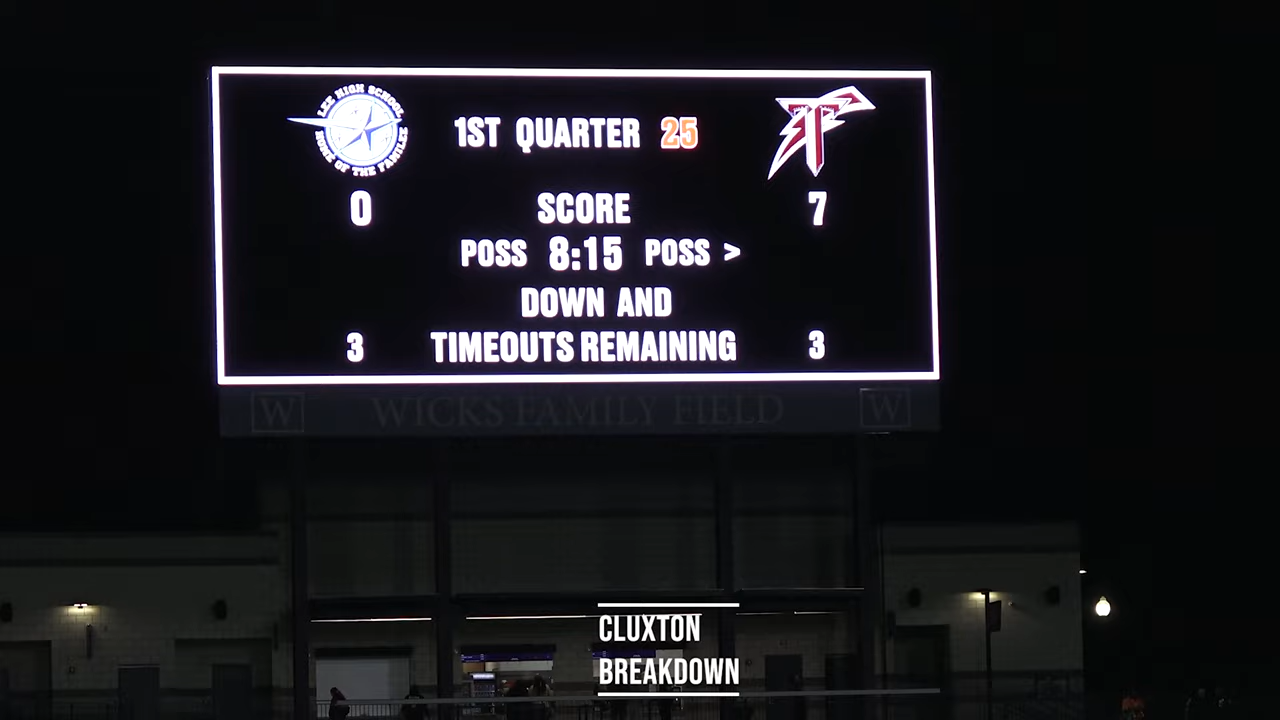 LEE HIGH SCHOOL
HOME OF THE FAMILEE
1ST QUARTER 25
T
0 SCORE 7
POSS 8:15 POSS >
DOWN AND
3 TIMEOUTS REMAINING 3
W WICKS FAMILY FIELD W
CLUXTON
BREAKDOWN